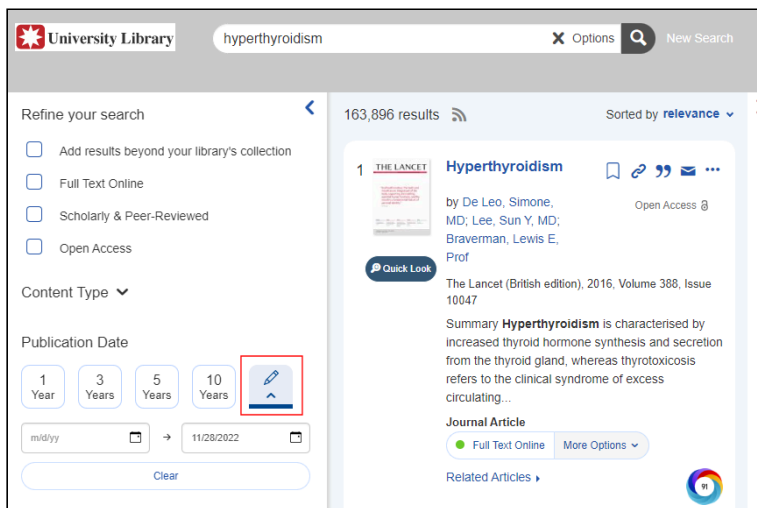 University Library
hyperthyroidism
Options
New Search
Refine your search
Add results beyond your library's collection
Full Text Online
Scholarly & Peer-Reviewed
Open Access
Content Type
Publication Date
1 Year
3 Years
5 Years
10 Years
m/d/yy → 11/28/2022
Clear
163,896 results
Sorted by relevance
1
THE LANCET
Quick Look
Hyperthyroidism
by De Leo, Simone,
MD; Lee, Sun Y, MD;
Braverman, Lewis E,
Prof
Open Access
The Lancet (British edition), 2016, Volume 388, Issue
10047
Summary Hyperthyroidism is characterised by
increased thyroid hormone synthesis and secretion
from the thyroid gland, whereas thyrotoxicosis
refers to the clinical syndrome of excess
circulating...
Journal Article
Full Text Online More Options
Related Articles
91